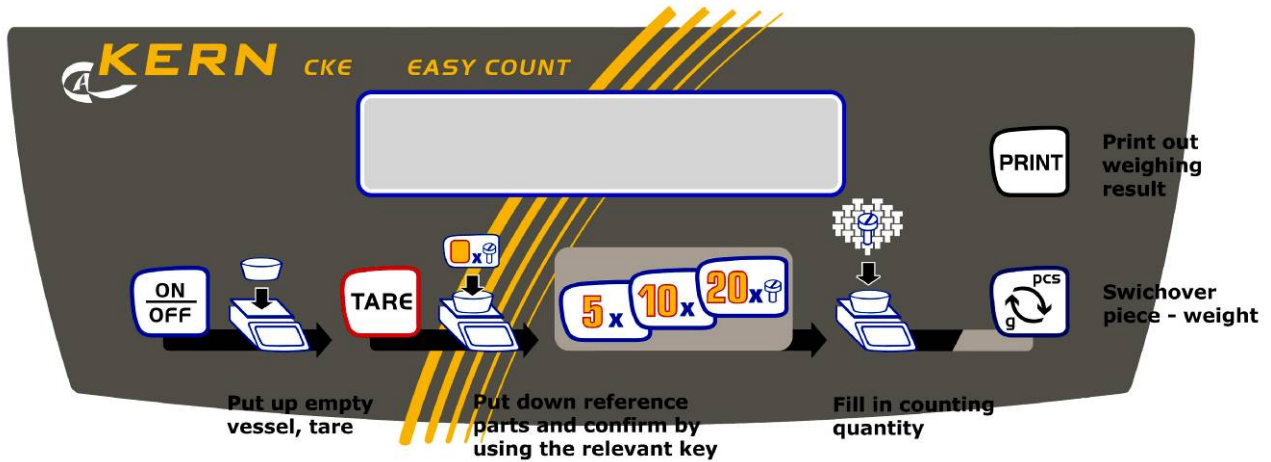 KERN CKE EASY COUNT
PRINT
Print out
weighing
result
ON
OFF
TARE
x
5x
10x
20x
pcs
g
Swichover
piece - weight
Put up empty
vessel, tare
Put down reference
parts and confirm by
using the relevant key
Fill in counting
quantity